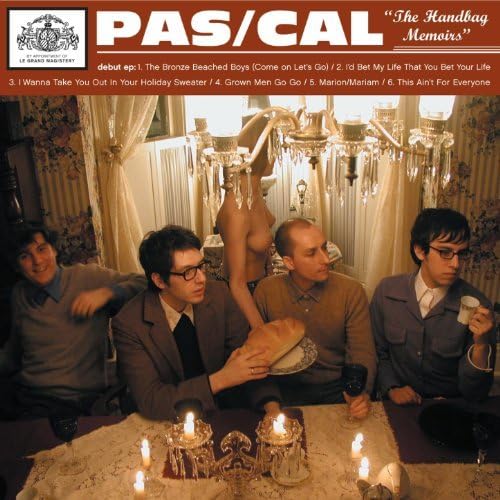 PAS/CAL
"The Handbag
Memoirs"
BY APPOINTMENT OF
LE GRAND MAGISTERY
debut ep: 1. The Bronze Beached Boys (Come on Let's Go) / 2. I'd Bet My Life That You Bet Your Life
3. I Wanna Take You Out In Your Holiday Sweater / 4. Grown Men Go Go / 5. Marion/Mariam / 6. This Ain't For Everyone